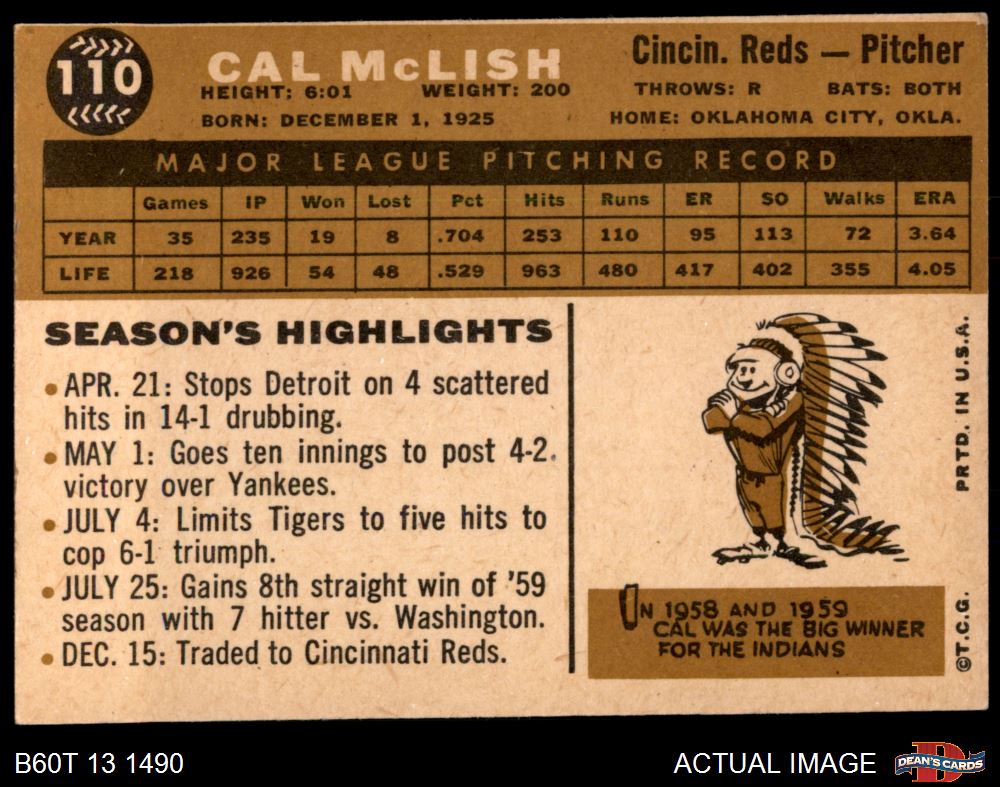 110
CAL McLISH
Cincin. Reds — Pitcher
HEIGHT: 6:01 WEIGHT: 200 THROWS: R BATS: BOTH
BORN: DECEMBER 1, 1925 HOME: OKLAHOMA CITY, OKLA.
MAJOR LEAGUE PITCHING RECORD
Games IP Won Lost Pct Hits Runs ER SO Walks ERA
YEAR 35 235 19 8 .704 253 110 95 113 72 3.64
LIFE 218 926 54 48 .529 963 480 417 402 355 4.05
SEASON'S HIGHLIGHTS
• APR. 21: Stops Detroit on 4 scattered
hits in 14-1 drubbing.
• MAY 1: Goes ten innings to post 4-2
victory over Yankees.
• JULY 4: Limits Tigers to five hits to
cop 6-1 triumph.
• JULY 25: Gains 8th straight win of '59
season with 7 hitter vs. Washington.
• DEC. 15: Traded to Cincinnati Reds.
IN 1958 AND 1959
CAL WAS THE BIG WINNER
FOR THE INDIANS
©T.C.G. PRTD. IN U.S.A.
B60T 13 1490
ACTUAL IMAGE
D
DEAN'S CARDS